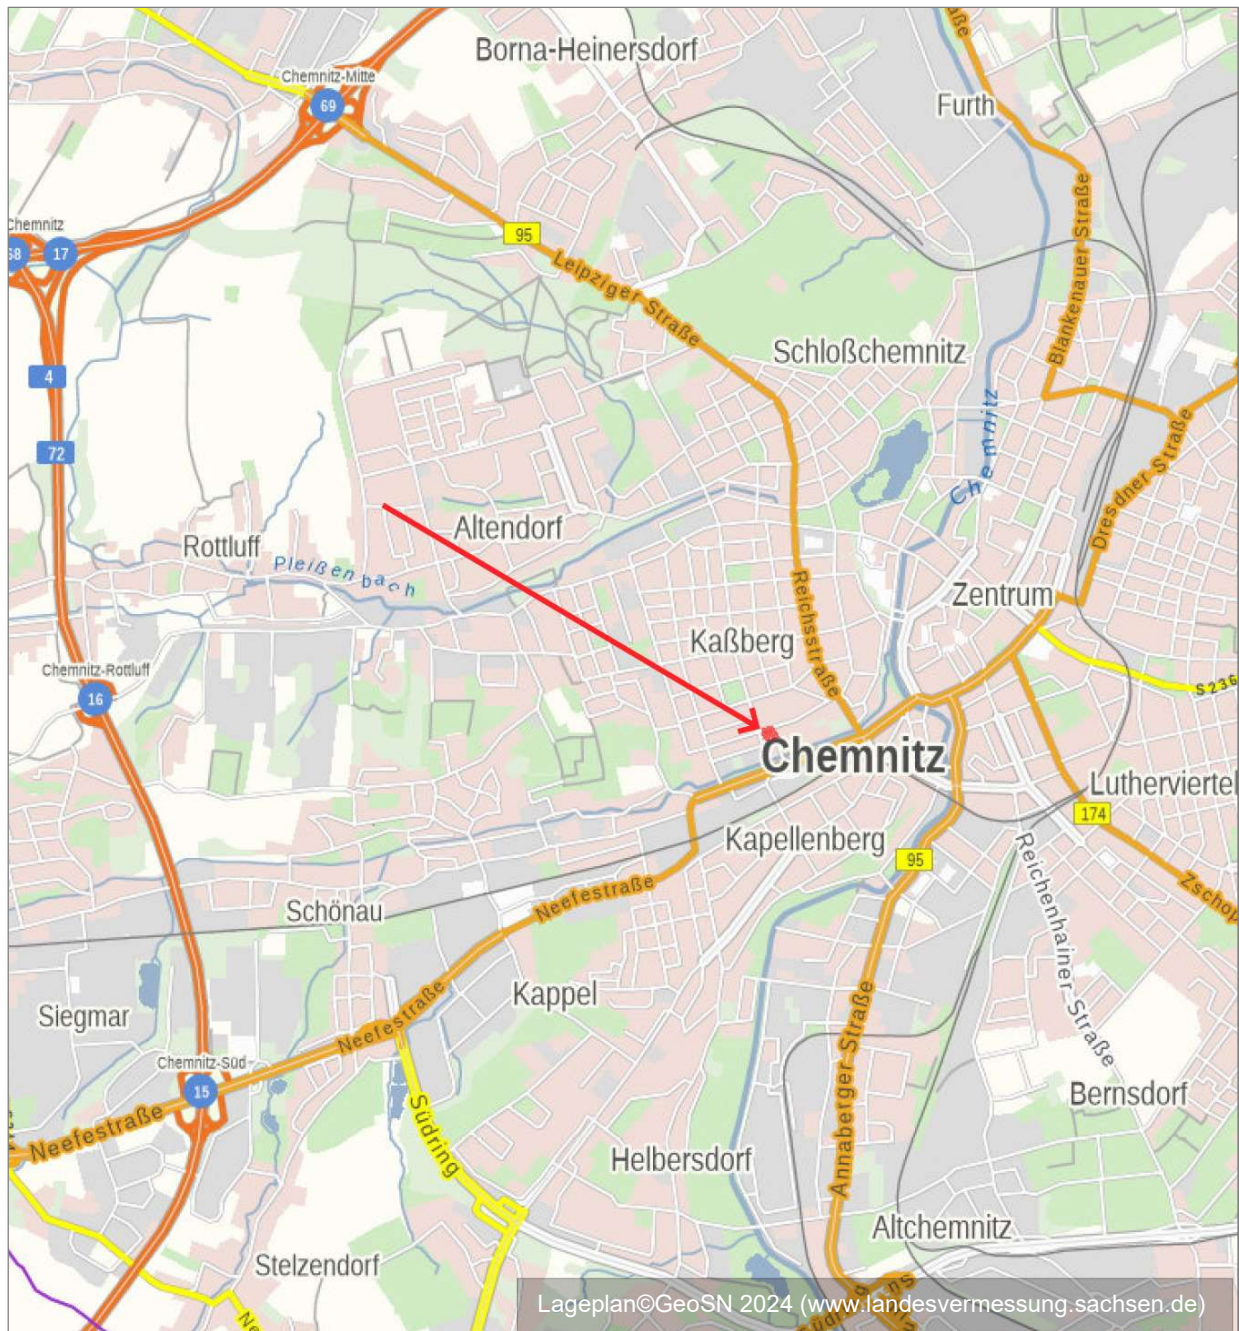 Borna-Heinersdorf
Chemnitz-Mitte
69
Furth
Chemnitz
68
17
95
Leipziger Straße
Blankenauer Straße
Schloßchemnitz
4
72
Chemnitz
Dresdner Straße
Altendorf
Rottluff
Pleißenbach
Zentrum
Reichsstraße
Kaßberg
Chemnitz-Rottluff
16
S236
Chemnitz
Lutherviertel
174
Kapellenberg
95
Reichenhainer Straße
Zschop
Neefestraße
Schönau
Kappel
Siegmar
Neefestraße
Chemnitz-Süd
15
Annaberger Straße
Bernsdorf
Neefestraße
Südring
Helbersdorf
Altchemnitz
Stelzendorf
Lageplan©GeoSN 2024 (www.landesvermessung.sachsen.de)